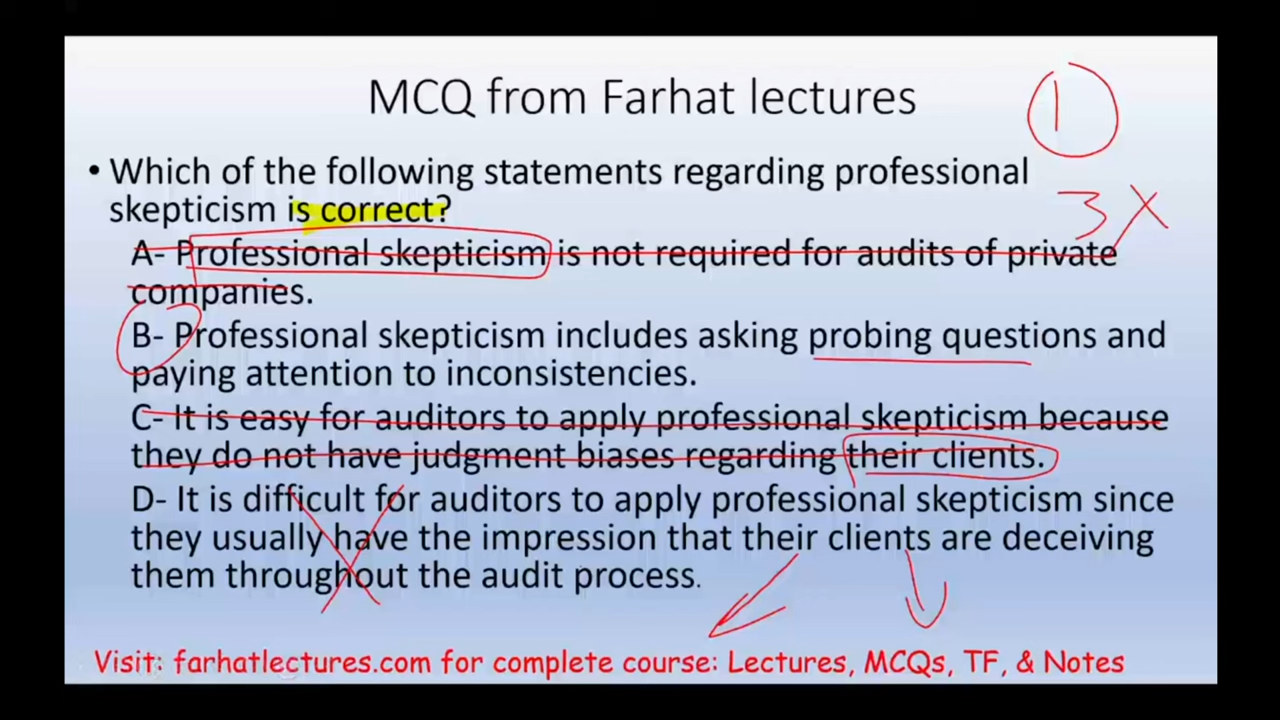 MCQ from Farhat lectures
1
3 X
• Which of the following statements regarding professional
skepticism is correct?
A- Professional skepticism is not required for audits of private
companies.
B- Professional skepticism includes asking probing questions and
paying attention to inconsistencies.
C- It is easy for auditors to apply professional skepticism because
they do not have judgment biases regarding their clients.
D- It is difficult for auditors to apply professional skepticism since
they usually have the impression that their clients are deceiving
them throughout the audit process.
Visit: farhatlectures.com for complete course: Lectures, MCQs, TF, & Notes